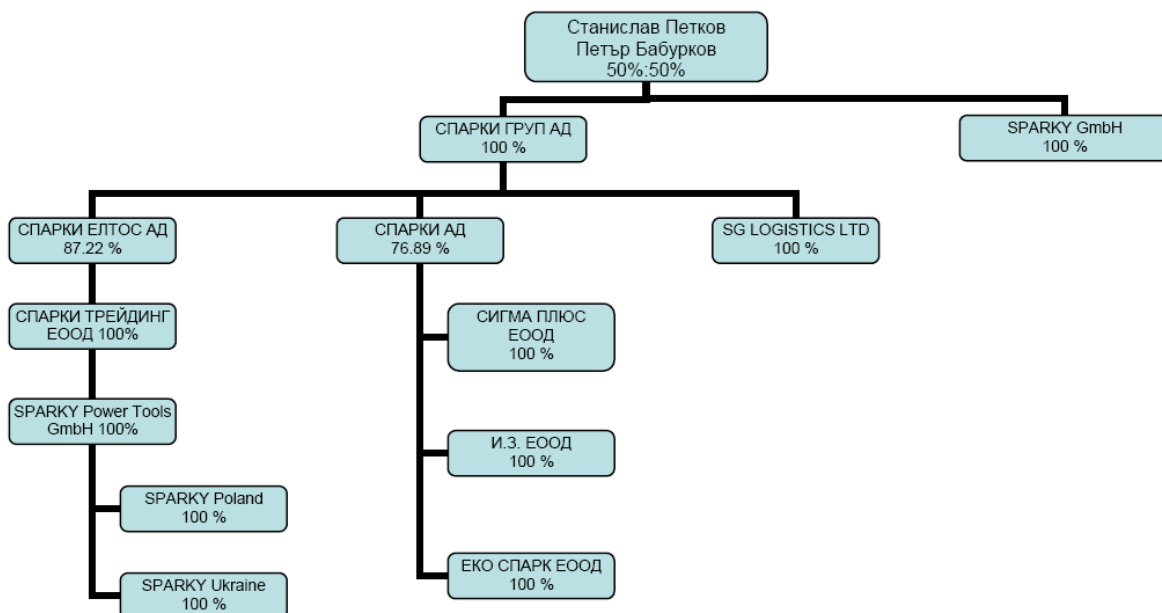 Станислав Петков
Петър Бабурков
50%:50%
СПАРКИ ГРУП АД
100 %
SPARKY GmbH
100 %
СПАРКИ ЕЛТОС АД
87.22 %
СПАРКИ АД
76.89 %
SG LOGISTICS LTD
100 %
СПАРКИ ТРЕЙДИНГ
ЕООД 100%
СИГМА ПЛЮС
ЕООД
100 %
SPARKY Power Tools
GmbH 100%
И.З. ЕООД
100 %
SPARKY Poland
100 %
ЕКО СПАРК ЕООД
100 %
SPARKY Ukraine
100 %